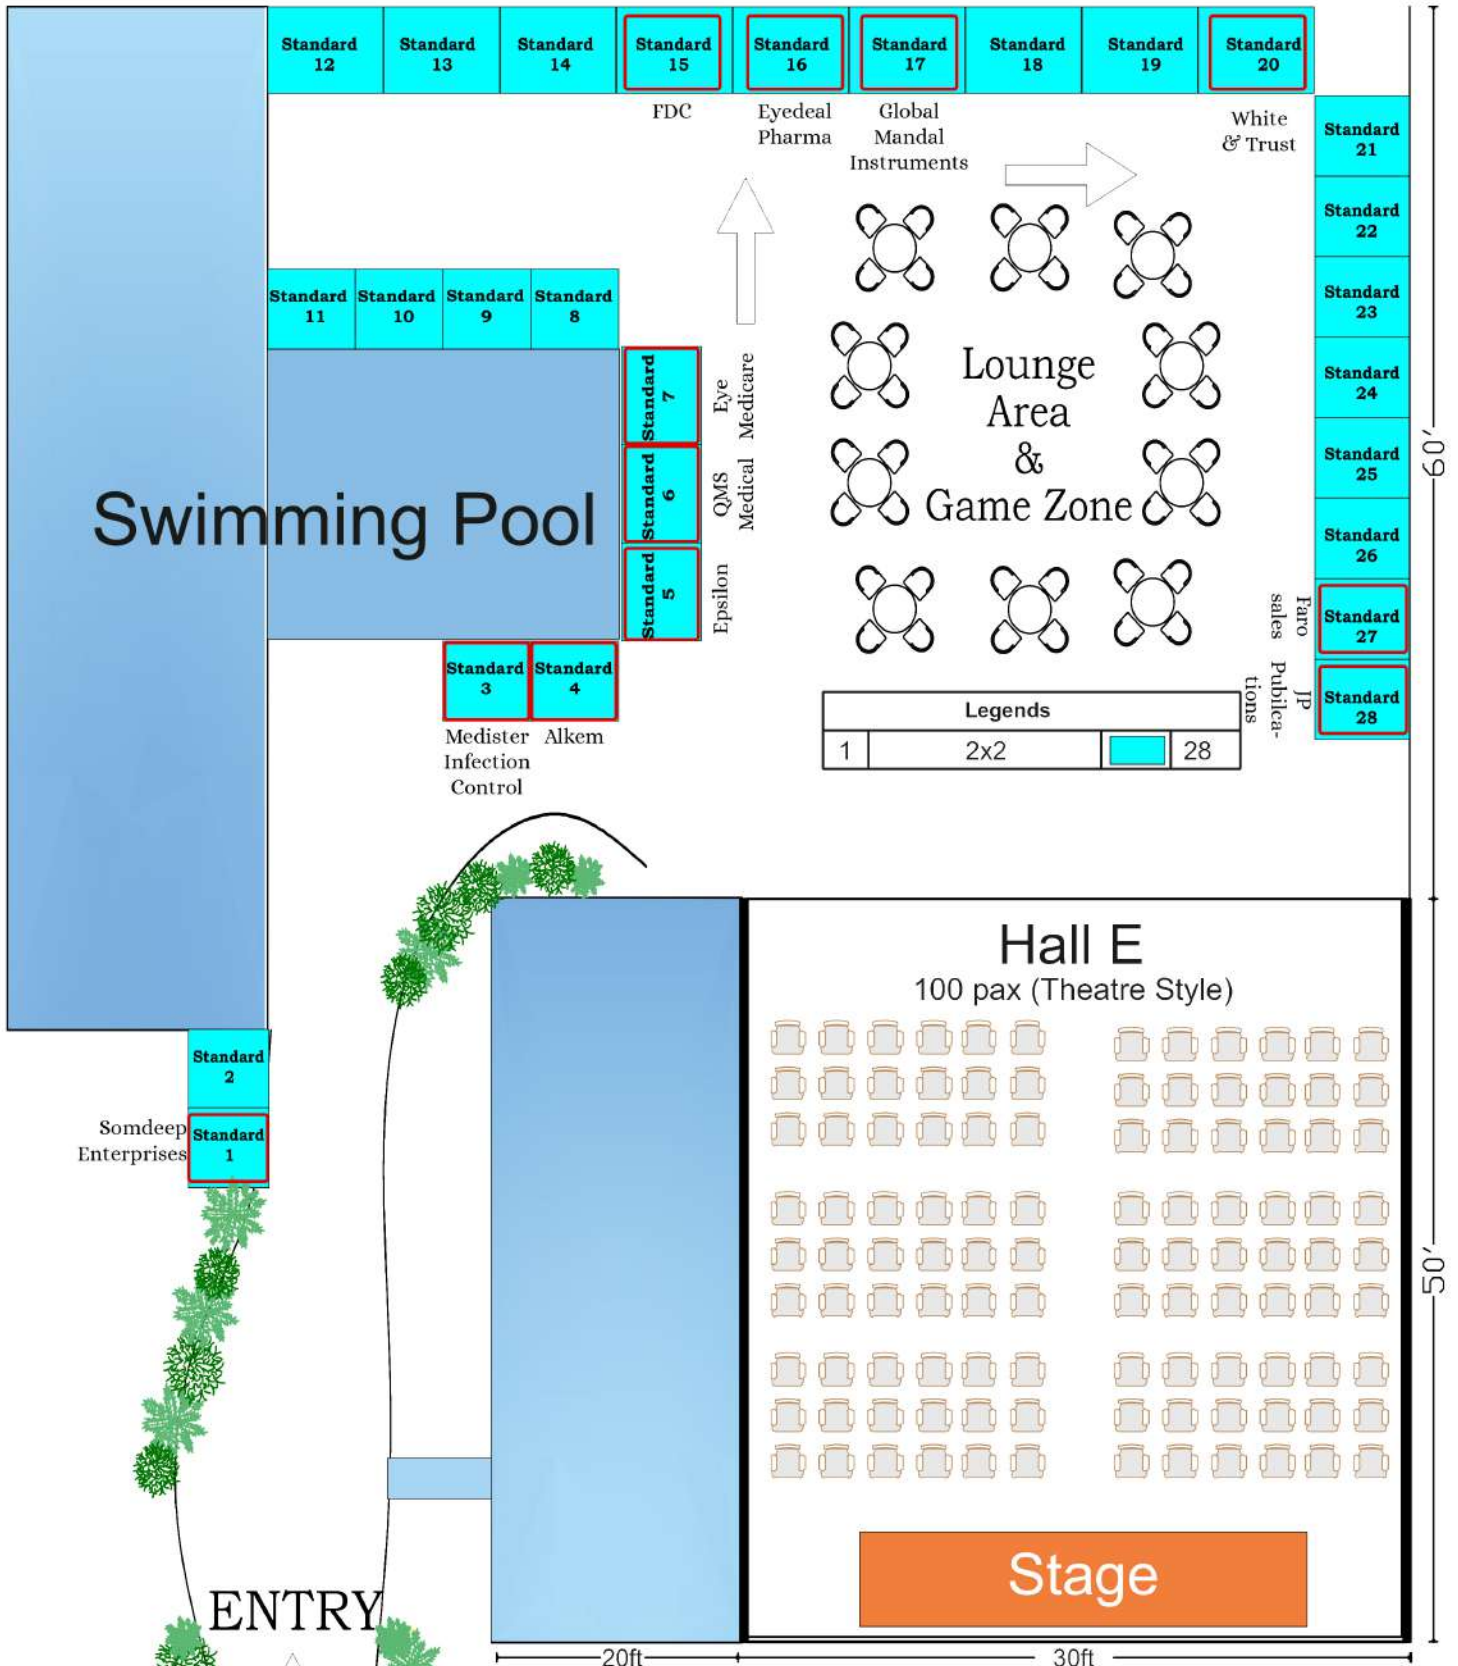 Standard
12
Standard
13
Standard
14
Standard
15
Standard
16
Standard
17
Standard
18
Standard
19
Standard
20
FDC
Eyedeal
Pharma
Global
Mandal
Instruments
White
& Trust
Standard
21
Standard
22
Standard
23
Standard
24
Standard
25
Standard
26
Standard
27
Standard
28
Faro
sales
JP
Pubilca-
tions
60'
Standard
11
Standard
10
Standard
9
Standard
8
Standard
7
Eye
Medicare
Standard
6
QMS
Medical
Standard
5
Epsilon
Swimming Pool
Lounge
Area
&
Game Zone
Standard
3
Standard
4
Medister
Infection
Control
Alkem
Legends
1 2x2 28
Hall E
100 pax (Theatre Style)
Standard
2
Somdeep
Enterprises
Standard
1
50'
Stage
ENTRY
20ft
30ft